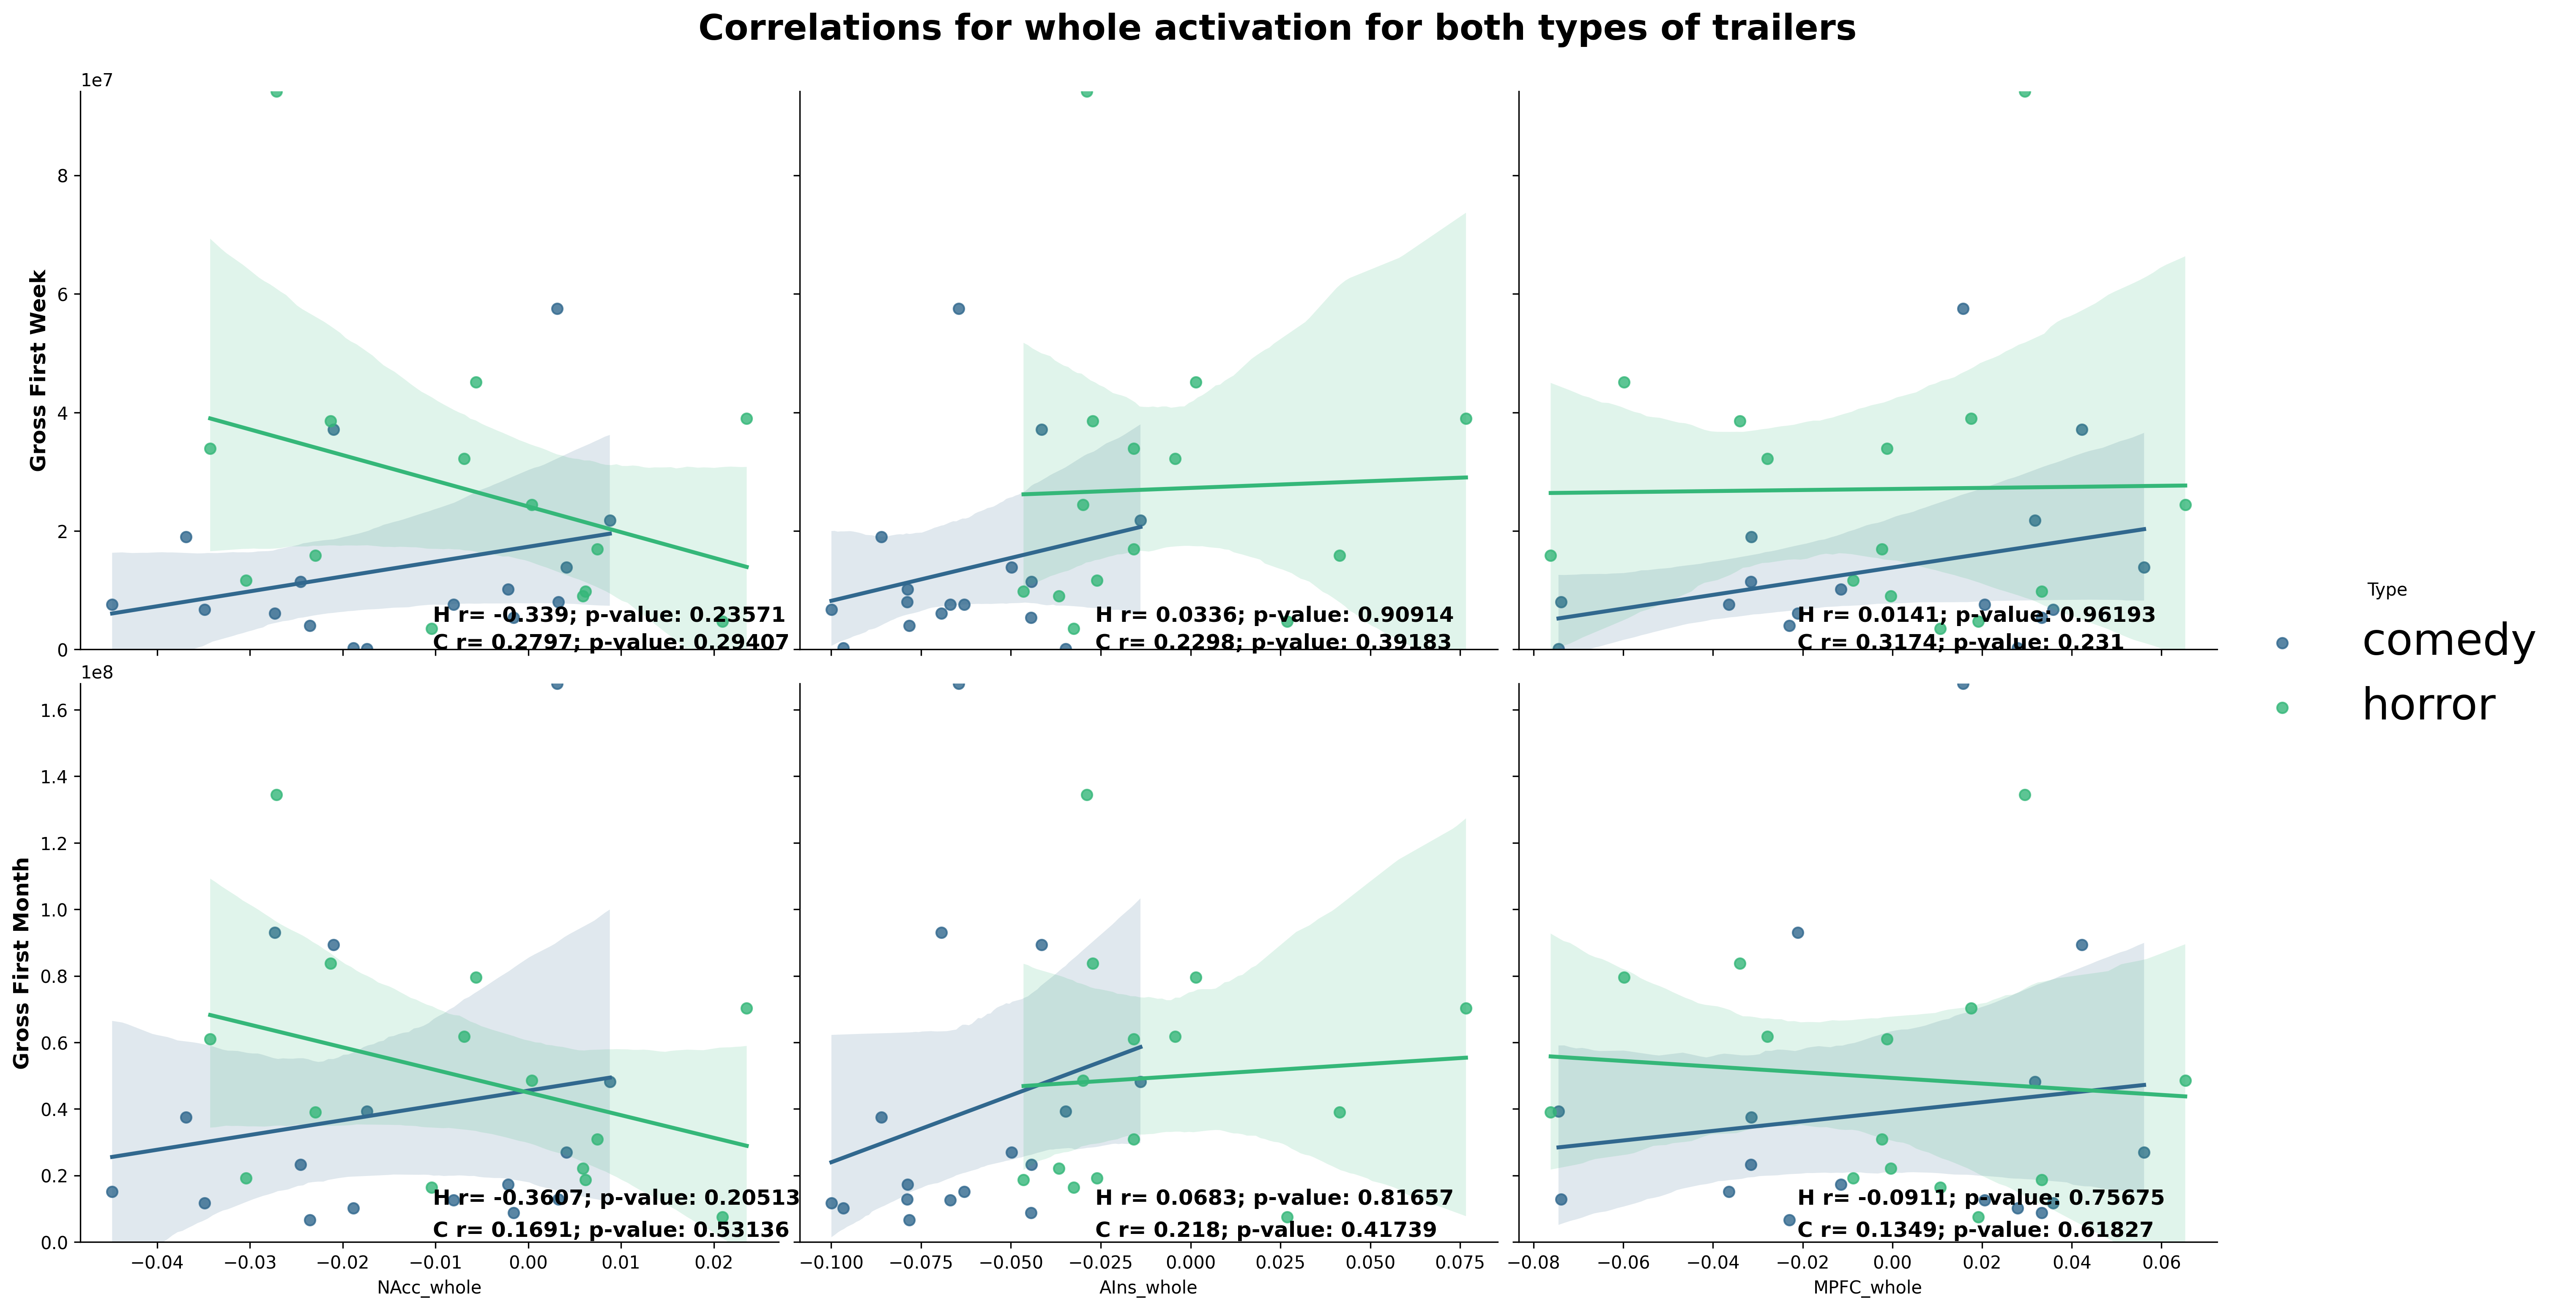 Correlations for whole activation for both types of trailers
1e7
Gross First Week
8
6
4
2
0
H r= -0.339; p-value: 0.23571
C r= 0.2797; p-value: 0.29407
H r= 0.0336; p-value: 0.90914
C r= 0.2298; p-value: 0.39183
H r= 0.0141; p-value: 0.96193
C r= 0.3174; p-value: 0.231
Type
comedy
horror
1e8
Gross First Month
1.6
1.4
1.2
1.0
0.8
0.6
0.4
0.2
0.0
H r= -0.3607; p-value: 0.20513
C r= 0.1691; p-value: 0.53136
H r= 0.0683; p-value: 0.81657
C r= 0.218; p-value: 0.41739
H r= -0.0911; p-value: 0.75675
C r= 0.1349; p-value: 0.61827
−0.04 −0.03 −0.02 −0.01 0.00 0.01 0.02
NAcc_whole
−0.100 −0.075 −0.050 −0.025 0.000 0.025 0.050 0.075
AIns_whole
−0.08 −0.06 −0.04 −0.02 0.00 0.02 0.04 0.06
MPFC_whole